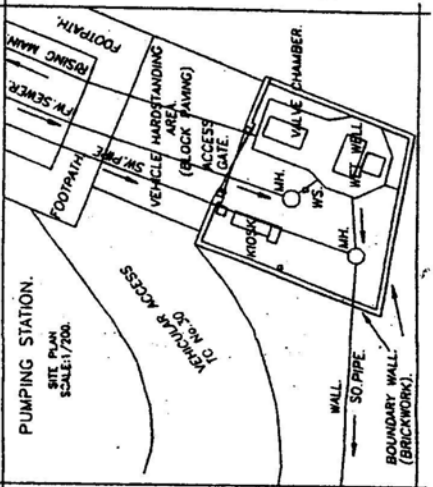 PUMPING STATION.
SITE PLAN
SCALE:1/200.
FOOTPATH.
RISING MAIN.
FW.SEWER.
SW.PIPE
FOOTPATH
VEHICLE HARDSTANDING
AREA.
(BLOCK PAVING)
ACCESS
GATE.
VALVE CHAMBER.
KIOSK
MH.
WS.
WET WELL
MH.
VEHICULAR ACCESS
TO No.30
WALL.
SO.PIPE.
BOUNDARY WALL.
(BRICKWORK).